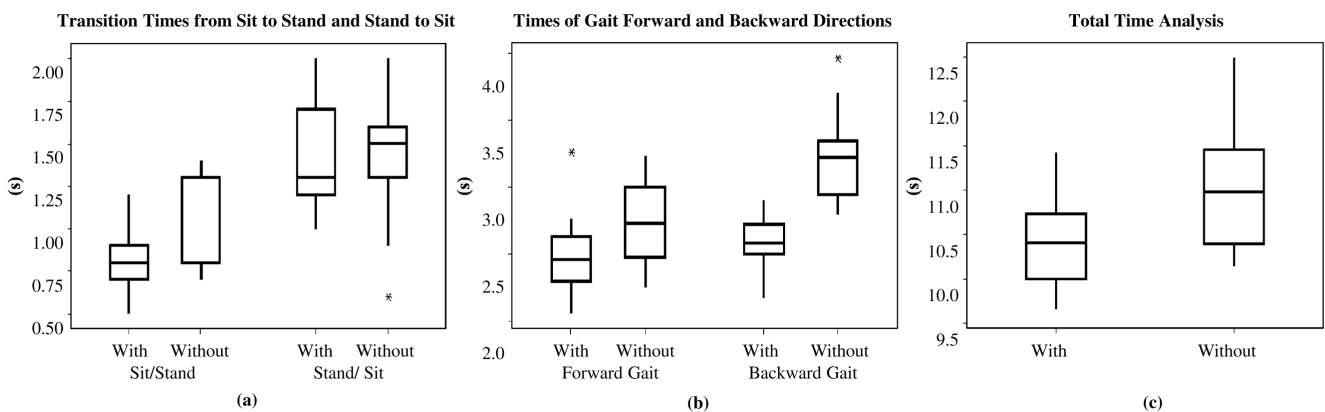 Transition Times from Sit to Stand and Stand to Sit
(s)
2.00
1.75
1.50
1.25
1.00
0.75
0.50
With Without With Without
Sit/Stand Stand/ Sit
(a)
Times of Gait Forward and Backward Directions
(s)
4.0
3.5
3.0
2.5
2.0
With Without With Without
Forward Gait Backward Gait
(b)
Total Time Analysis
(s)
12.5
12.0
11.5
11.0
10.5
10.0
9.5
With Without
(c)